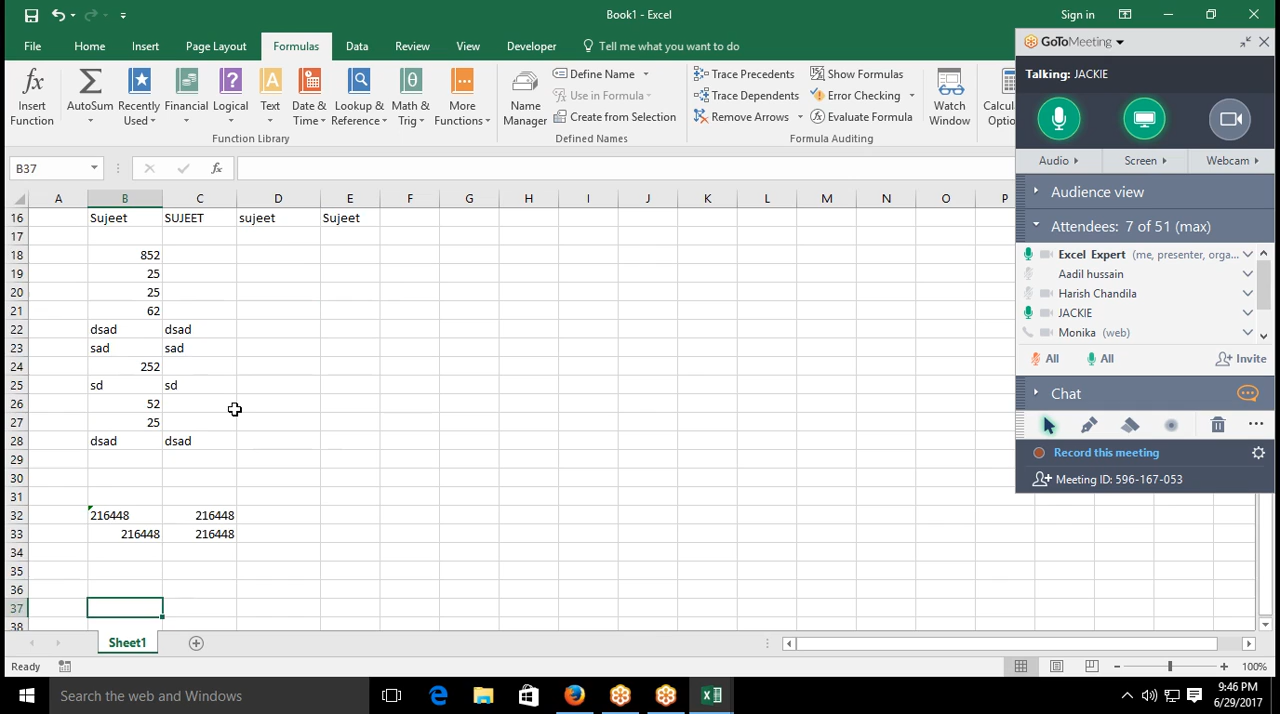 Book1 - Excel
Sign in
File Home Insert Page Layout Formulas Data Review View Developer Tell me what you want to do
GoToMeeting
Talking: JACKIE
Insert Function
AutoSum
Recently Used
Financial
Logical
Text
Date & Time
Lookup & Reference
Math & Trig
More Functions
Function Library
Name Manager
Define Name
Use in Formula
Create from Selection
Defined Names
Trace Precedents
Trace Dependents
Remove Arrows
Show Formulas
Error Checking
Evaluate Formula
Formula Auditing
Watch Window
Audio Screen Webcam
Audience view
Attendees: 7 of 51 (max)
Excel Expert (me, presenter, orga...
Aadil hussain
Harish Chandila
JACKIE
Monika (web)
All All Invite
Chat
Record this meeting
Meeting ID: 596-167-053
B37 fx
A B C D E F G H I J K L M N O P
16 Sujeet SUJEET sujeet Sujeet
17
18 852
19 25
20 25
21 62
22 dsad dsad
23 sad sad
24 252
25 sd sd
26 52
27 25
28 dsad dsad
29
30
31
32 216448 216448
33 216448 216448
34
35
36
37
38
Sheet1
Ready
100%
Search the web and Windows
9:46 PM
6/29/2017